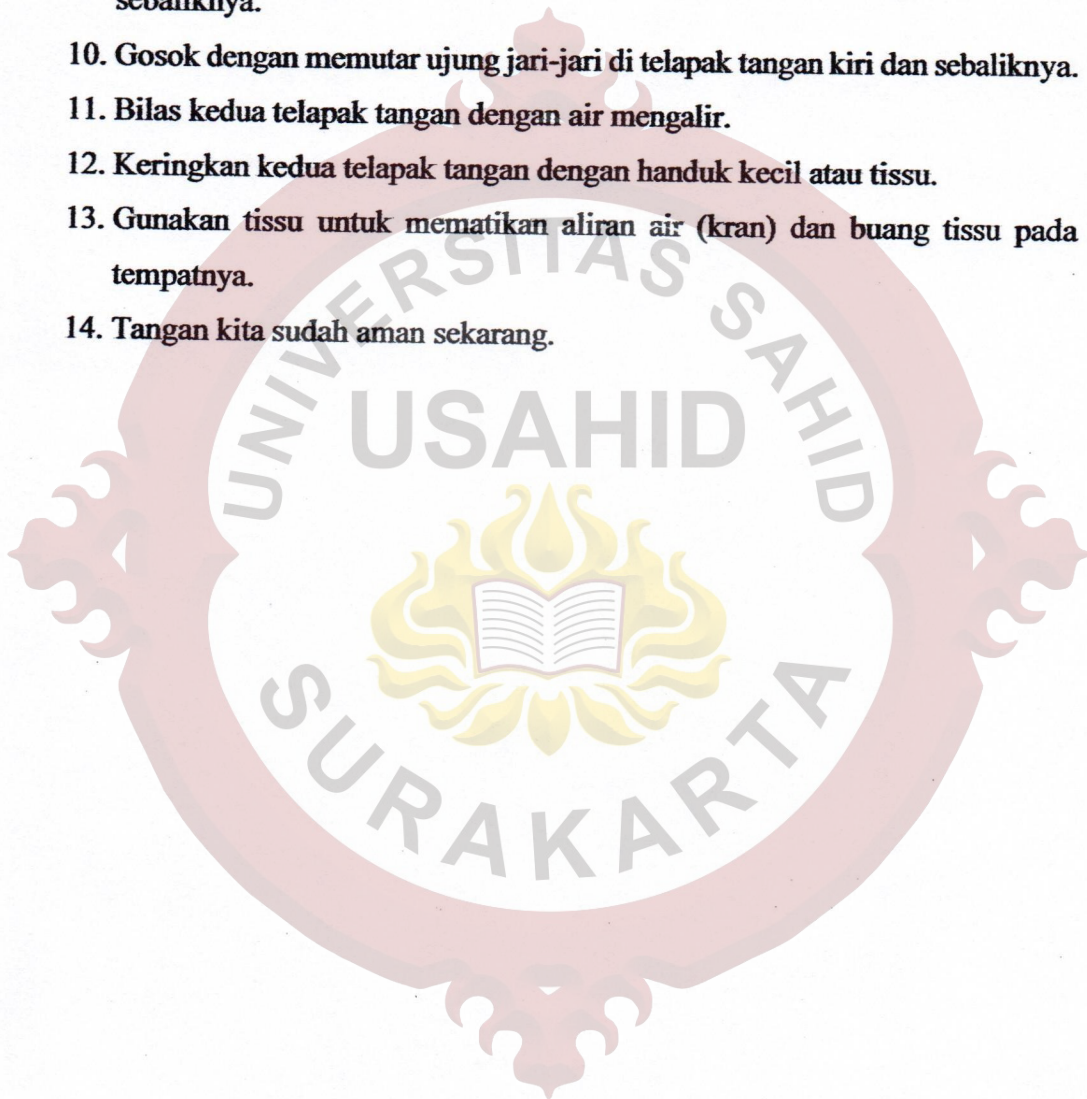 sebaliknya.
10. Gosok dengan memutar ujung jari-jari di telapak tangan kiri dan sebaliknya.
11. Bilas kedua telapak tangan dengan air mengalir.
12. Keringkan kedua telapak tangan dengan handuk kecil atau tissu.
13. Gunakan tissu untuk mematikan aliran air (kran) dan buang tissu pada
tempatnya.
14. Tangan kita sudah aman sekarang.
UNIVERSITAS SAHID
USAHID
SURAKARTA